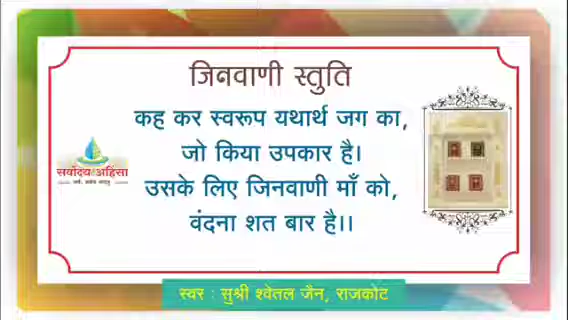 जिनवाणी स्तुति
कह कर स्वरूप यथार्थ जग का,
जो किया उपकार है।
उसके लिए जिनवाणी माँ को,
वंदना शत बार है।।
सर्वोदय अहिंसा
स्वर : सुश्री श्वेतल जैन, राजकोट